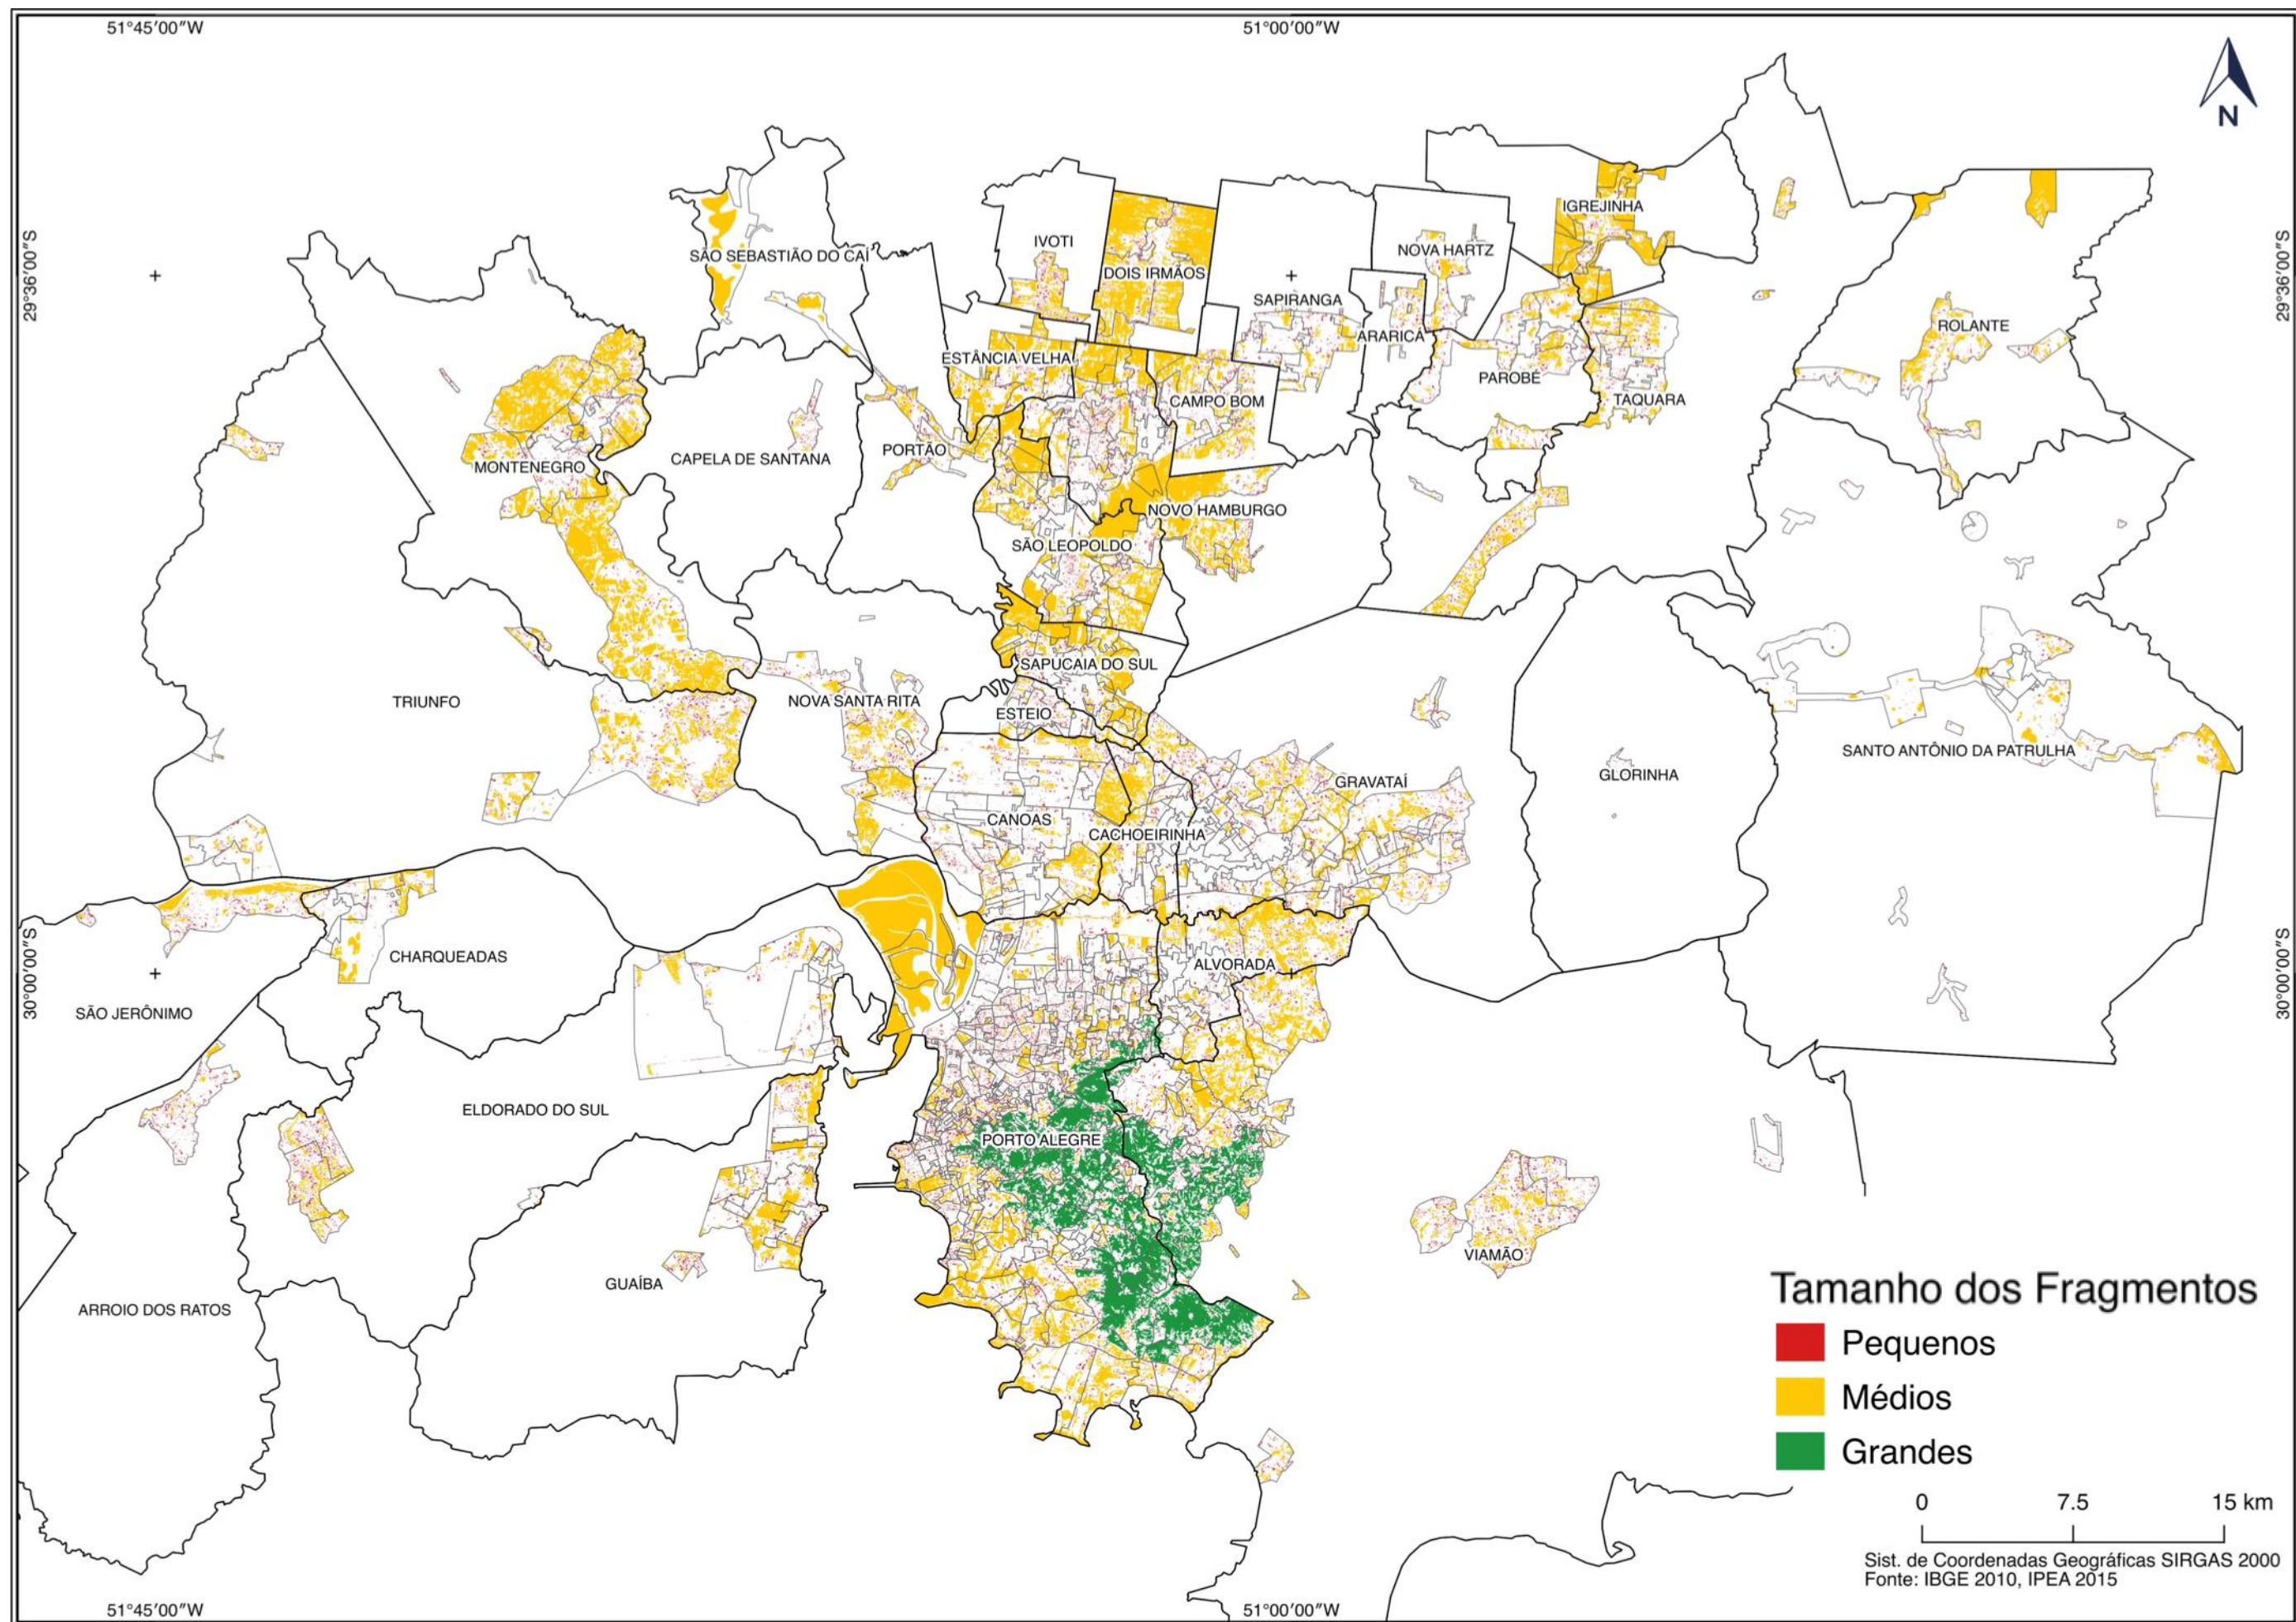 51°45'00"W
51°00'00"W
N
29°36'00"S
29°36'00"S
IGREJINHA
IVOTI
SÃO SEBASTIÃO DO CAÍ
NOVA HARTZ
DOIS IRMÃOS
SAPIRANGA
ROLANTE
ARARICÁ
ESTÂNCIA VELHA
PAROBÉ
CAMPO BOM
TAQUARA
PORTÃO
CAPELA DE SANTANA
MONTENEGRO
NOVO HAMBURGO
SÃO LEOPOLDO
SAPUCAIA DO SUL
TRIUNFO
NOVA SANTA RITA
ESTEIO
SANTO ANTÔNIO DA PATRULHA
GLORINHA
GRAVATAÍ
CANOAS
CACHOEIRINHA
CHARQUEADAS
ALVORADA
30°00'00"S
30°00'00"S
SÃO JERÔNIMO
ELDORADO DO SUL
PORTO ALEGRE
VIAMÃO
GUAÍBA
ARROIO DOS RATOS
Tamanho dos Fragmentos
Pequenos
Médios
Grandes
0 7.5 15 km
Sist. de Coordenadas Geográficas SIRGAS 2000
Fonte: IBGE 2010, IPEA 2015
51°45'00"W
51°00'00"W